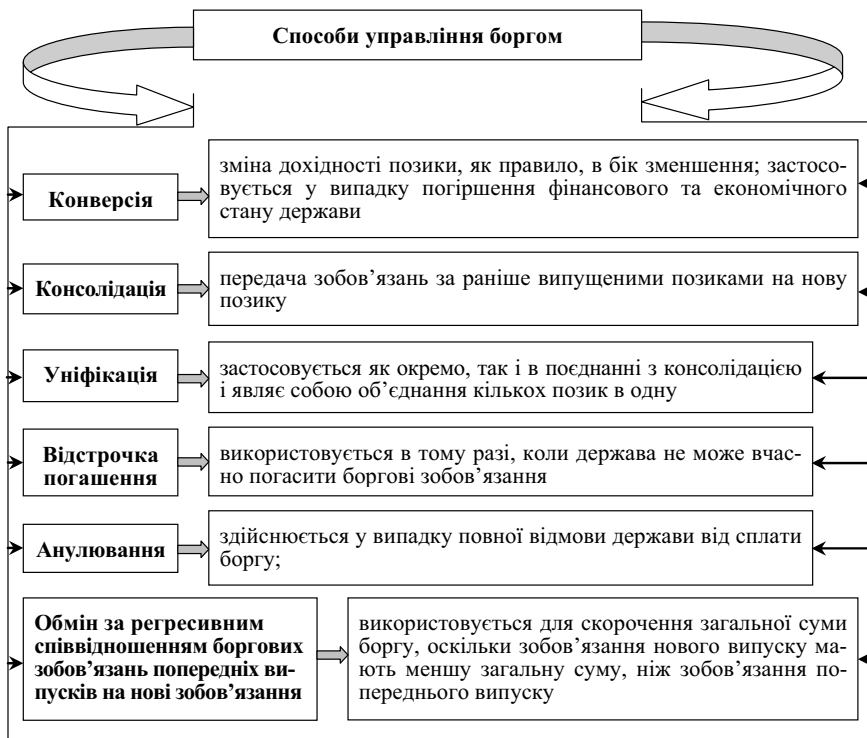 Способи управління боргом
Конверсія
зміна дохідності позики, як правило, в бік зменшення; застосо-
вується у випадку погіршення фінансового та економічного
стану держави
Консолідація
передача зобов’язань за раніше випущеними позиками на нову
позику
Уніфікація
застосовується як окремо, так і в поєднанні з консолідацією
і являє собою об’єднання кількох позик в одну
Відстрочка
погашення
використовується в тому разі, коли держава не може вчас-
но погасити боргові зобов’язання
Анулювання
здійснюється у випадку повної відмови держави від сплати
боргу;
Обмін за регресивним
співвідношенням боргових
зобов’язань попередніх ви-
пусків на нові зобов’язання
використовується для скорочення загальної суми
боргу, оскільки зобов’язання нового випуску ма-
ють меншу загальну суму, ніж зобов’язання по-
переднього випуску